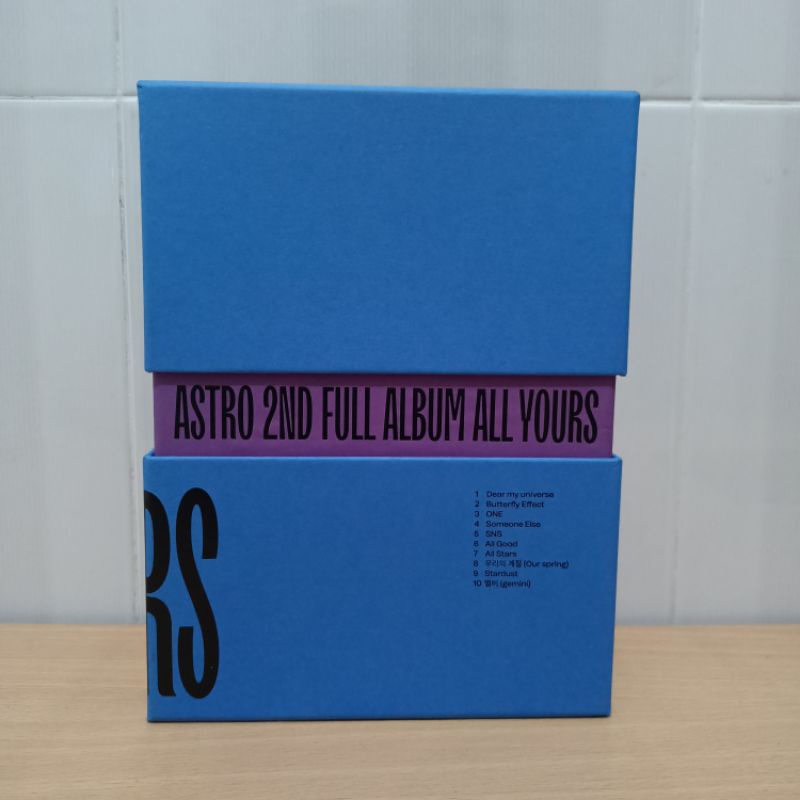 ASTRO 2ND FULL ALBUM ALL YOURS
RS
1 Dear my universe
2 Butterfly Effect
3 ONE
4 Someone Else
5 SNS
6 All Good
7 All Stars
8 우리의 계절 (Our spring)
9 Stardust
10 별비 (gemini)